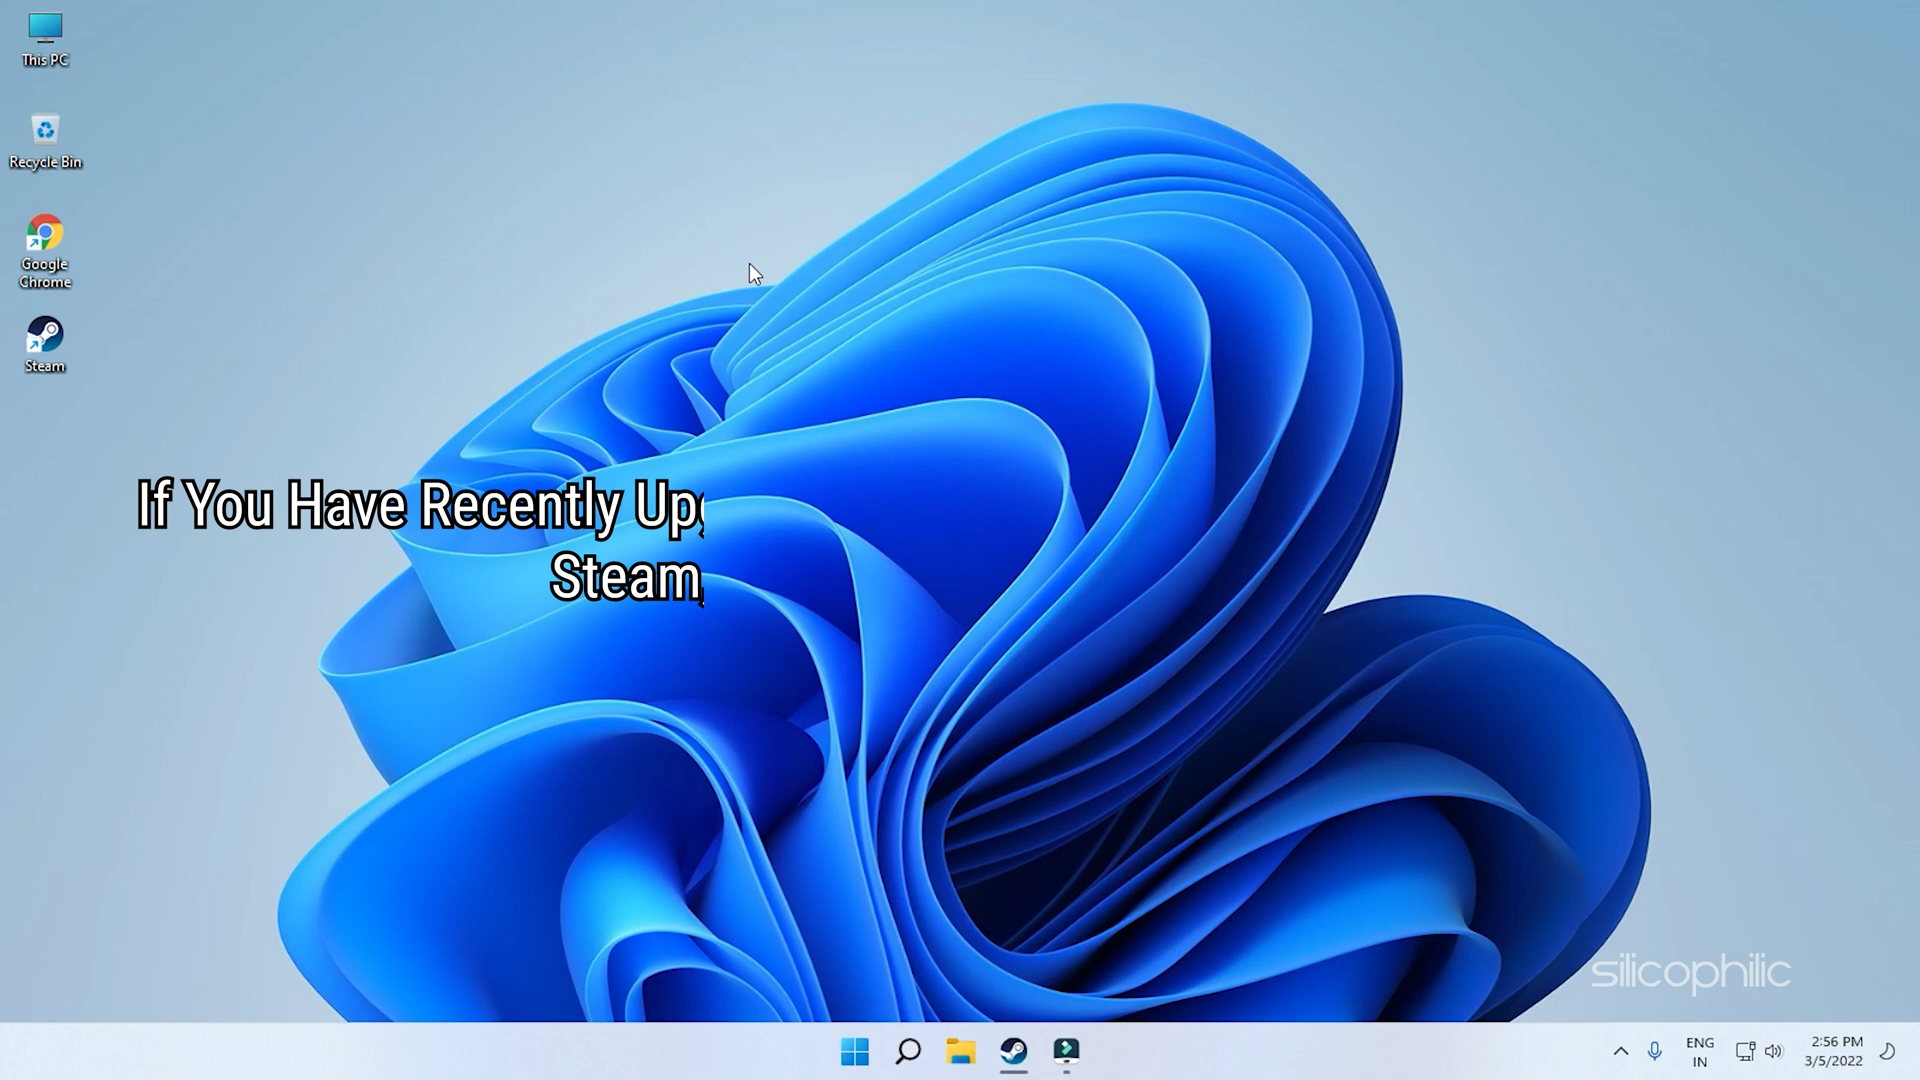 This PC
Recycle Bin
Google
Chrome
Steam
If You Have Recently
Steam,
silicophilic
ENG
IN
2:56 PM
3/5/2022